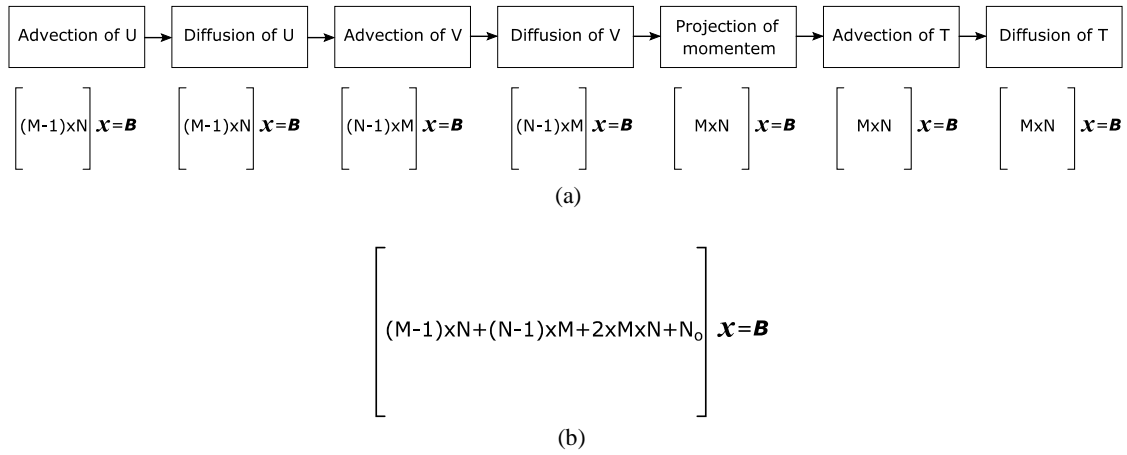 Advection of U
Diffusion of U
Advection of V
Diffusion of V
Projection of
momentem
Advection of T
Diffusion of T
(M-1)xN x=B
(M-1)xN x=B
(N-1)xM x=B
(N-1)xM x=B
MxN x=B
MxN x=B
MxN x=B
(a)
(M-1)xN+(N-1)xM+2xMxN+No x=B
(b)